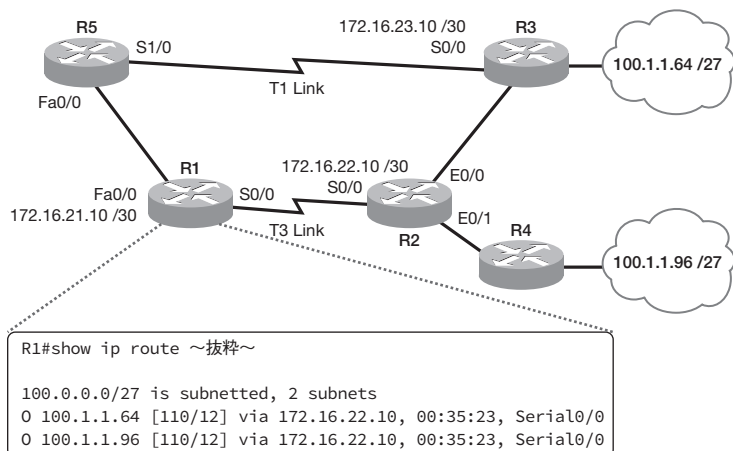 R5
S1/0
Fa0/0
172.16.23.10 /30
S0/0
R3
100.1.1.64 /27
T1 Link
R1
Fa0/0
172.16.21.10 /30
S0/0
T3 Link
172.16.22.10 /30
S0/0
R2
E0/0
E0/1
R4
100.1.1.96 /27
R1#show ip route ～抜粋～
100.0.0.0/27 is subnetted, 2 subnets
O 100.1.1.64 [110/12] via 172.16.22.10, 00:35:23, Serial0/0
O 100.1.1.96 [110/12] via 172.16.22.10, 00:35:23, Serial0/0